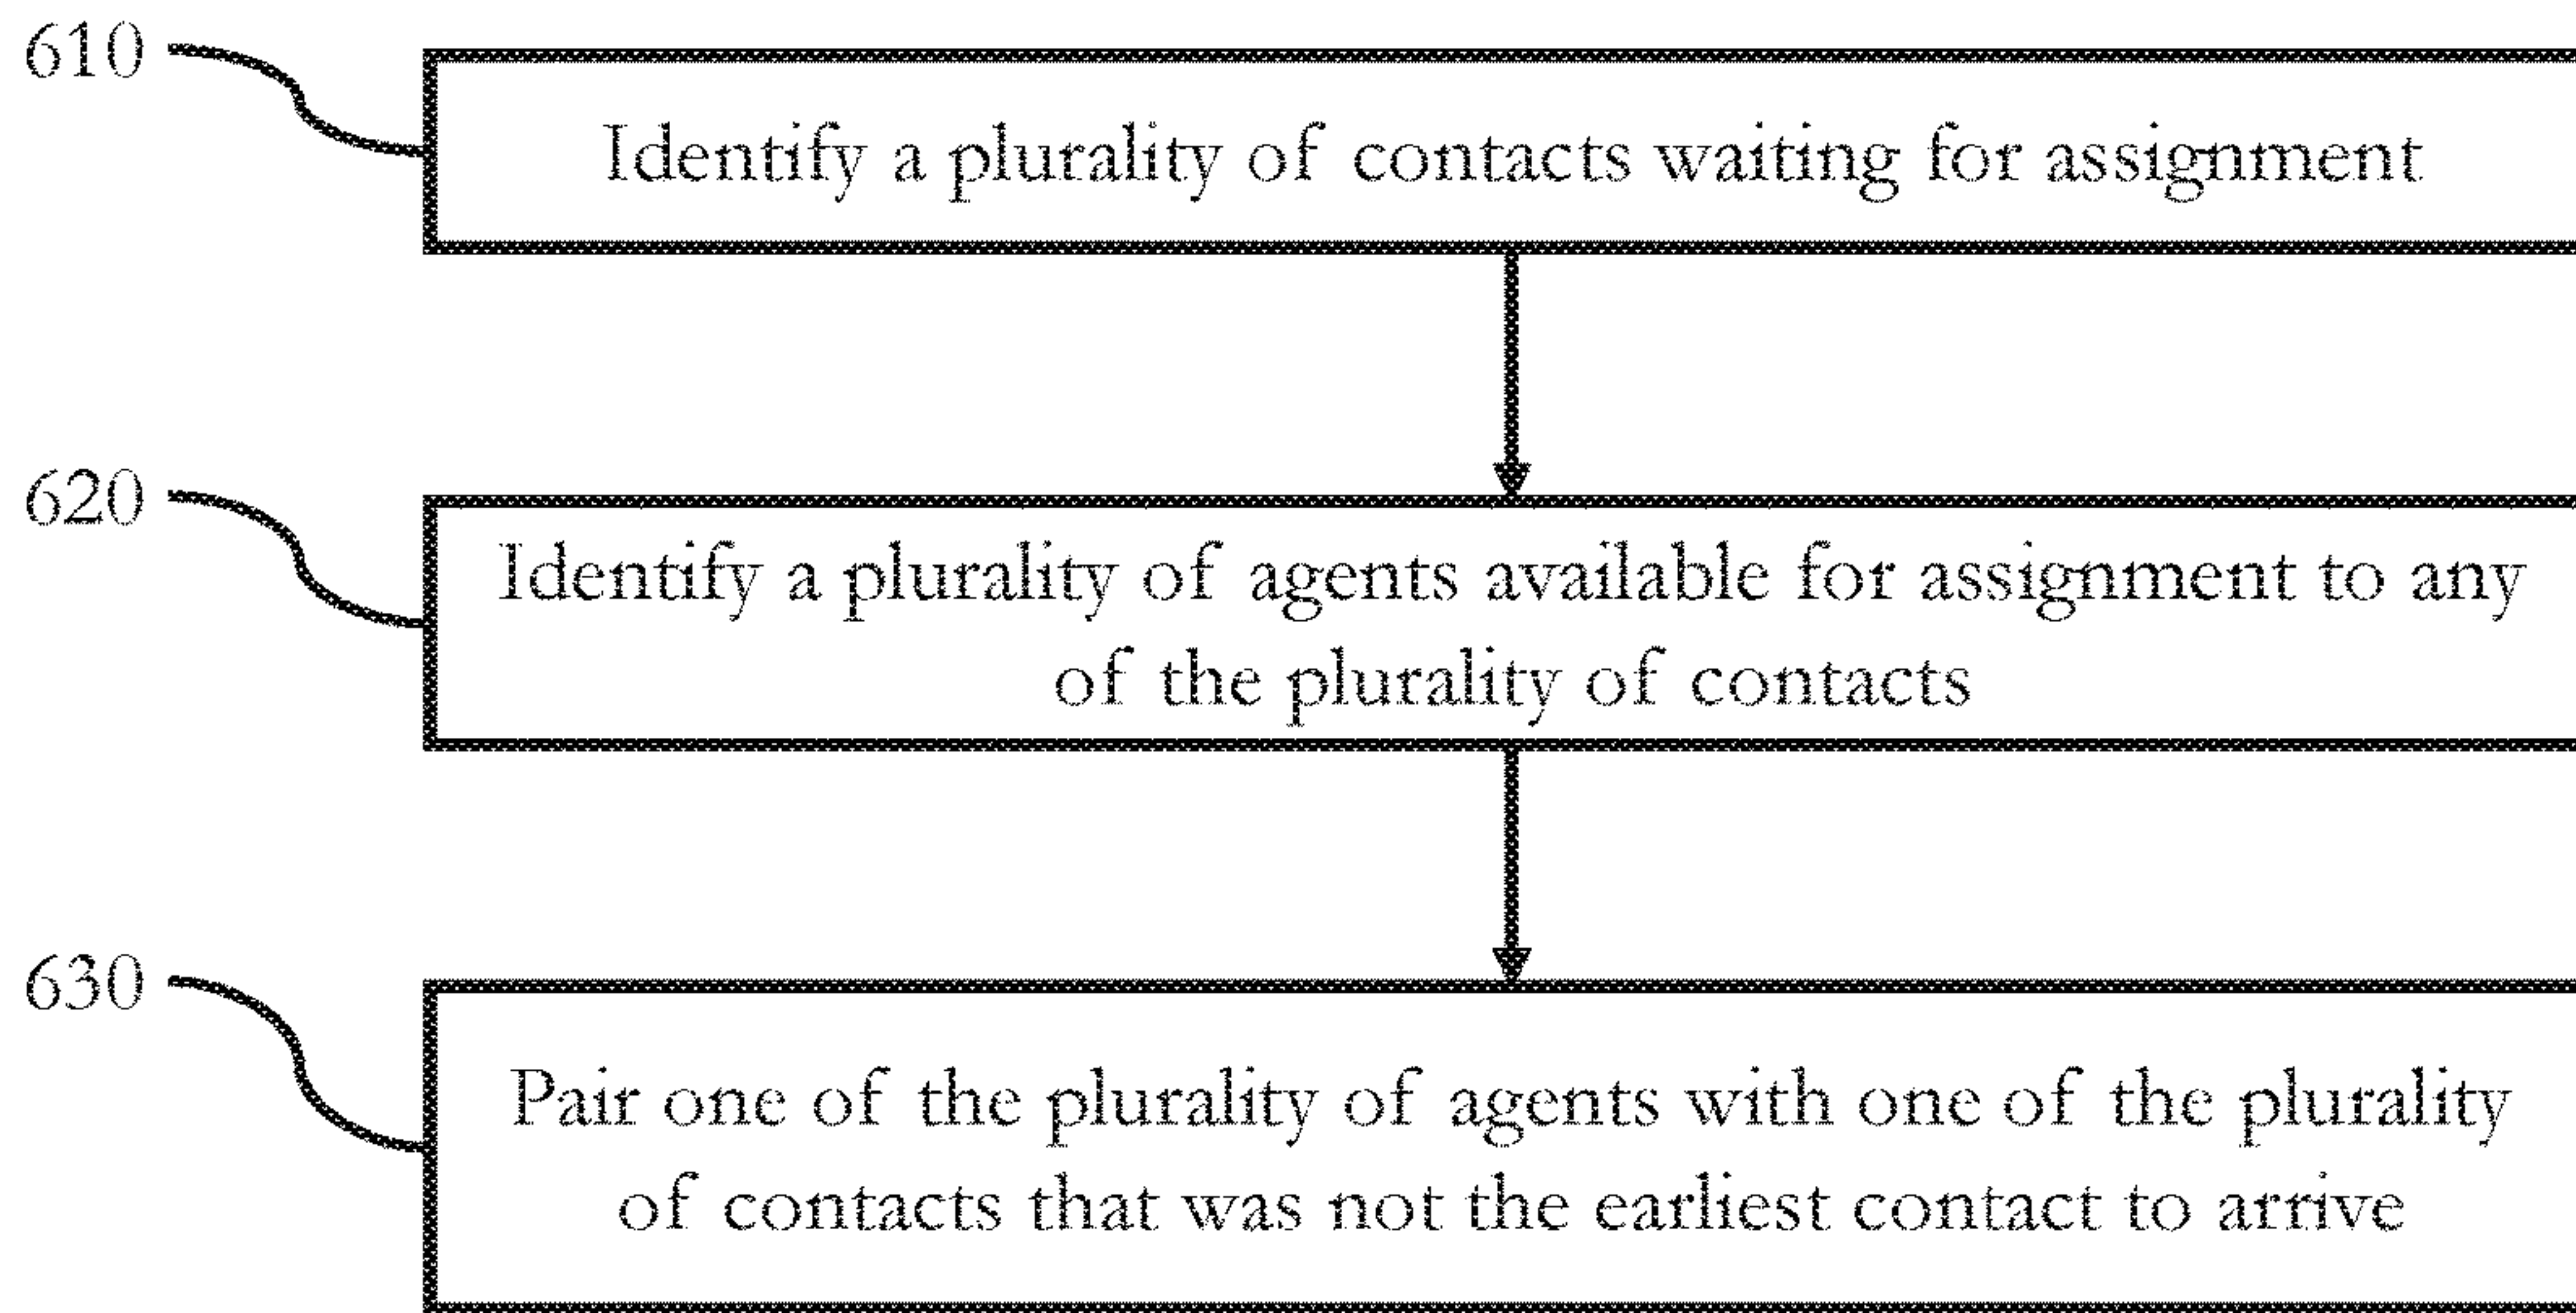 610
Identify a plurality of contacts waiting for assignment
620
Identify a plurality of agents available for assignment to any
of the plurality of contacts
630
Pair one of the plurality of agents with one of the plurality
of contacts that was not the earliest contact to arrive